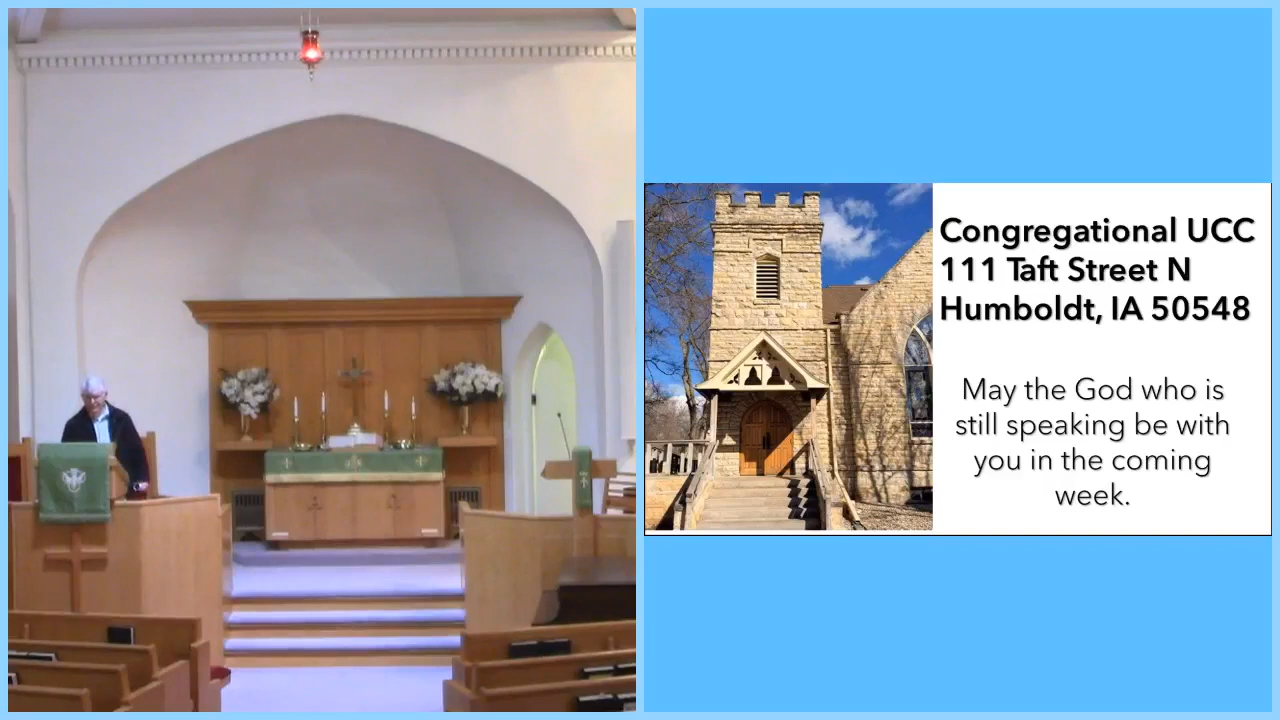 Congregational UCC
111 Taft Street N
Humboldt, IA 50548
May the God who is
still speaking be with
you in the coming
week.